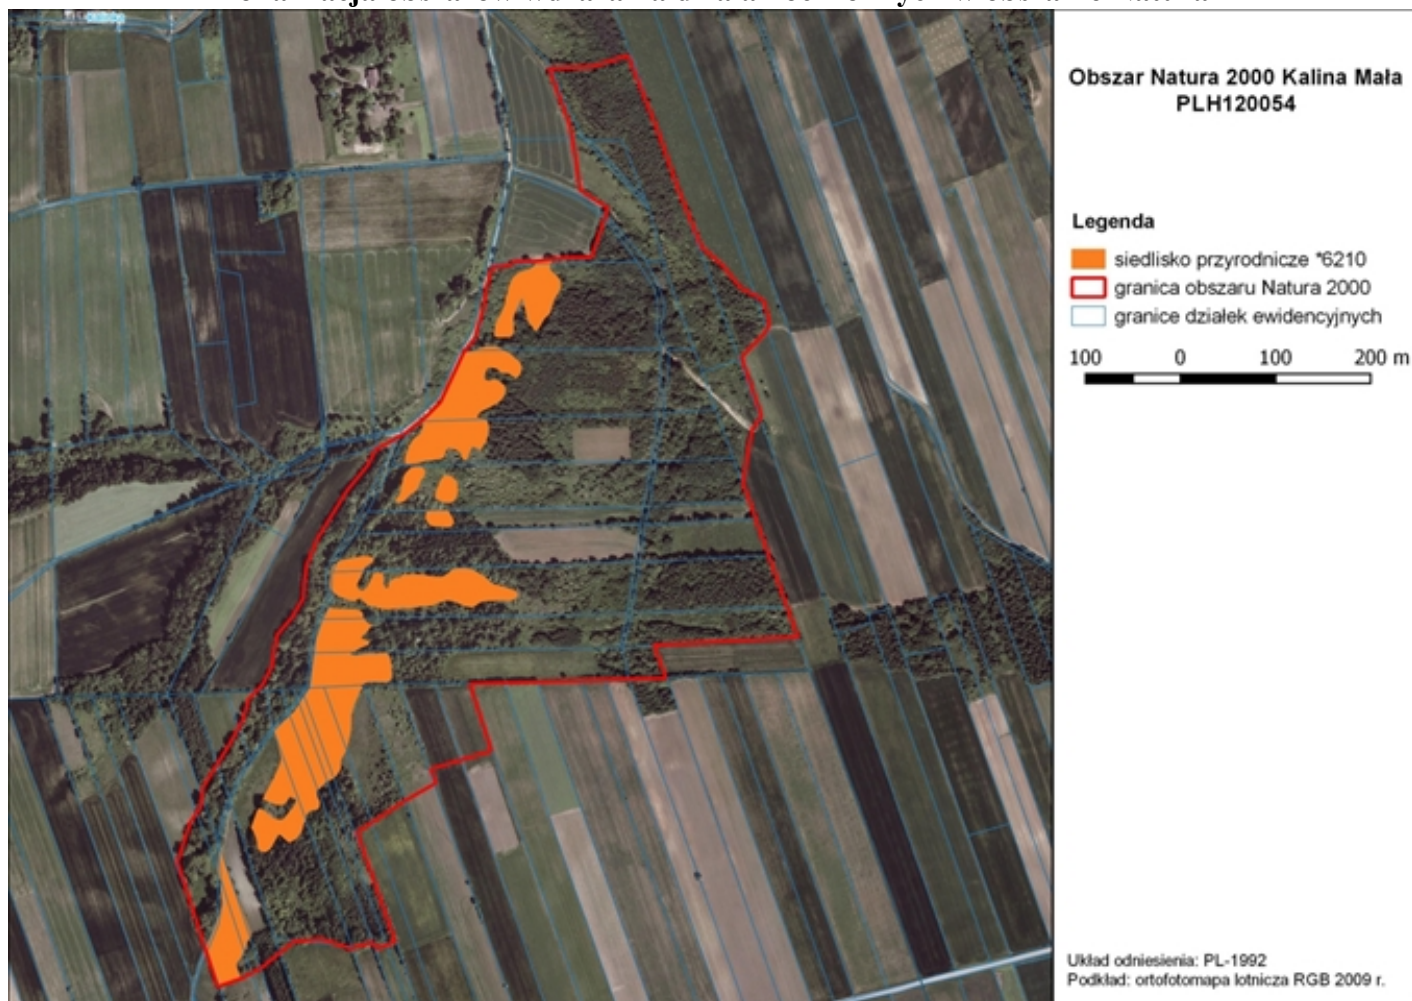 Obszar Natura 2000 Kalina Mała
PLH120054
Legenda
siedlisko przyrodnicze *6210
granica obszaru Natura 2000
granice działek ewidencyjnych
100 0 100 200 m
Układ odniesienia: PL-1992
Podkład: ortofotomapa lotnicza RGB 2009 r.